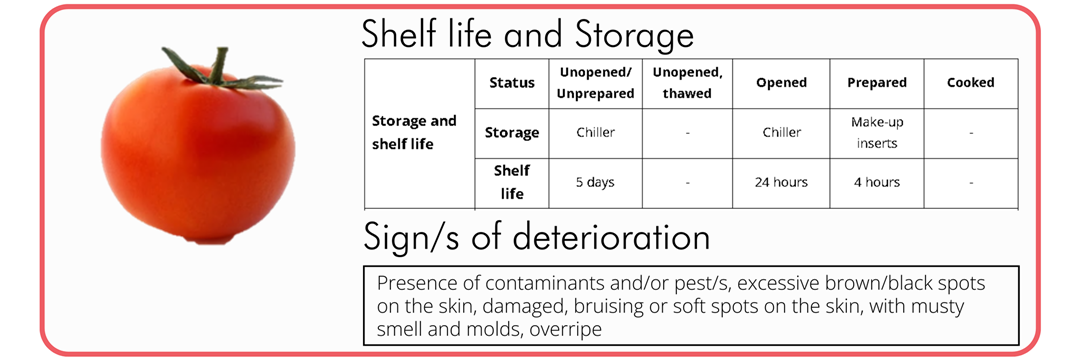 Shelf life and Storage
Storage and shelf life
Status
Unopened/ Unprepared
Unopened, thawed
Opened
Prepared
Cooked
Storage
Chiller
-
Chiller
Make-up inserts
-
Shelf life
5 days
-
24 hours
4 hours
-
Sign/s of deterioration
Presence of contaminants and/or pest/s, excessive brown/black spots
on the skin, damaged, bruising or soft spots on the skin, with musty
smell and molds, overripe